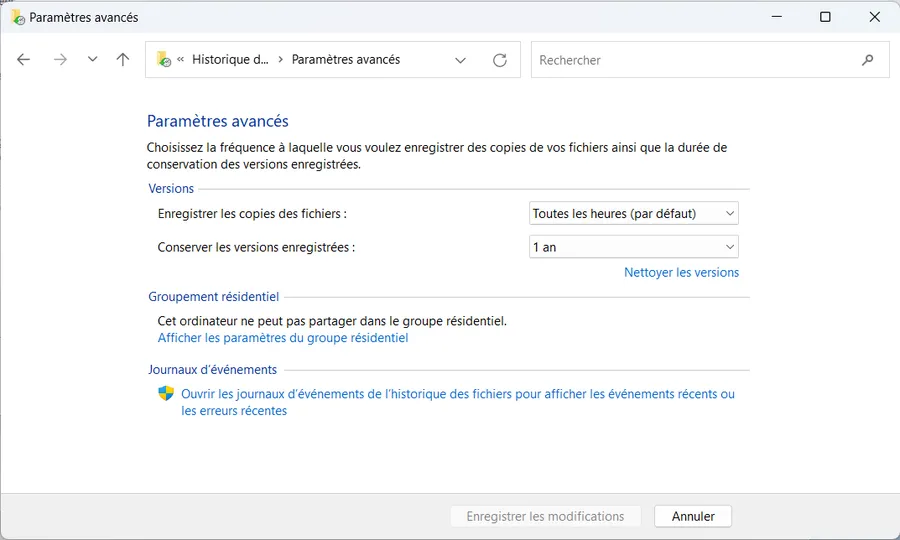 Paramètres avancés
« Historique d... > Paramètres avancés
Rechercher
Paramètres avancés
Choisissez la fréquence à laquelle vous voulez enregistrer des copies de vos fichiers ainsi que la durée de
conservation des versions enregistrées.
Versions
Enregistrer les copies des fichiers : Toutes les heures (par défaut)
Conserver les versions enregistrées : 1 an
Nettoyer les versions
Groupement résidentiel
Cet ordinateur ne peut pas partager dans le groupe résidentiel.
Afficher les paramètres du groupe résidentiel
Journaux d'événements
Ouvrir les journaux d'événements de l'historique des fichiers pour afficher les événements récents ou
les erreurs récentes
Enregistrer les modifications Annuler